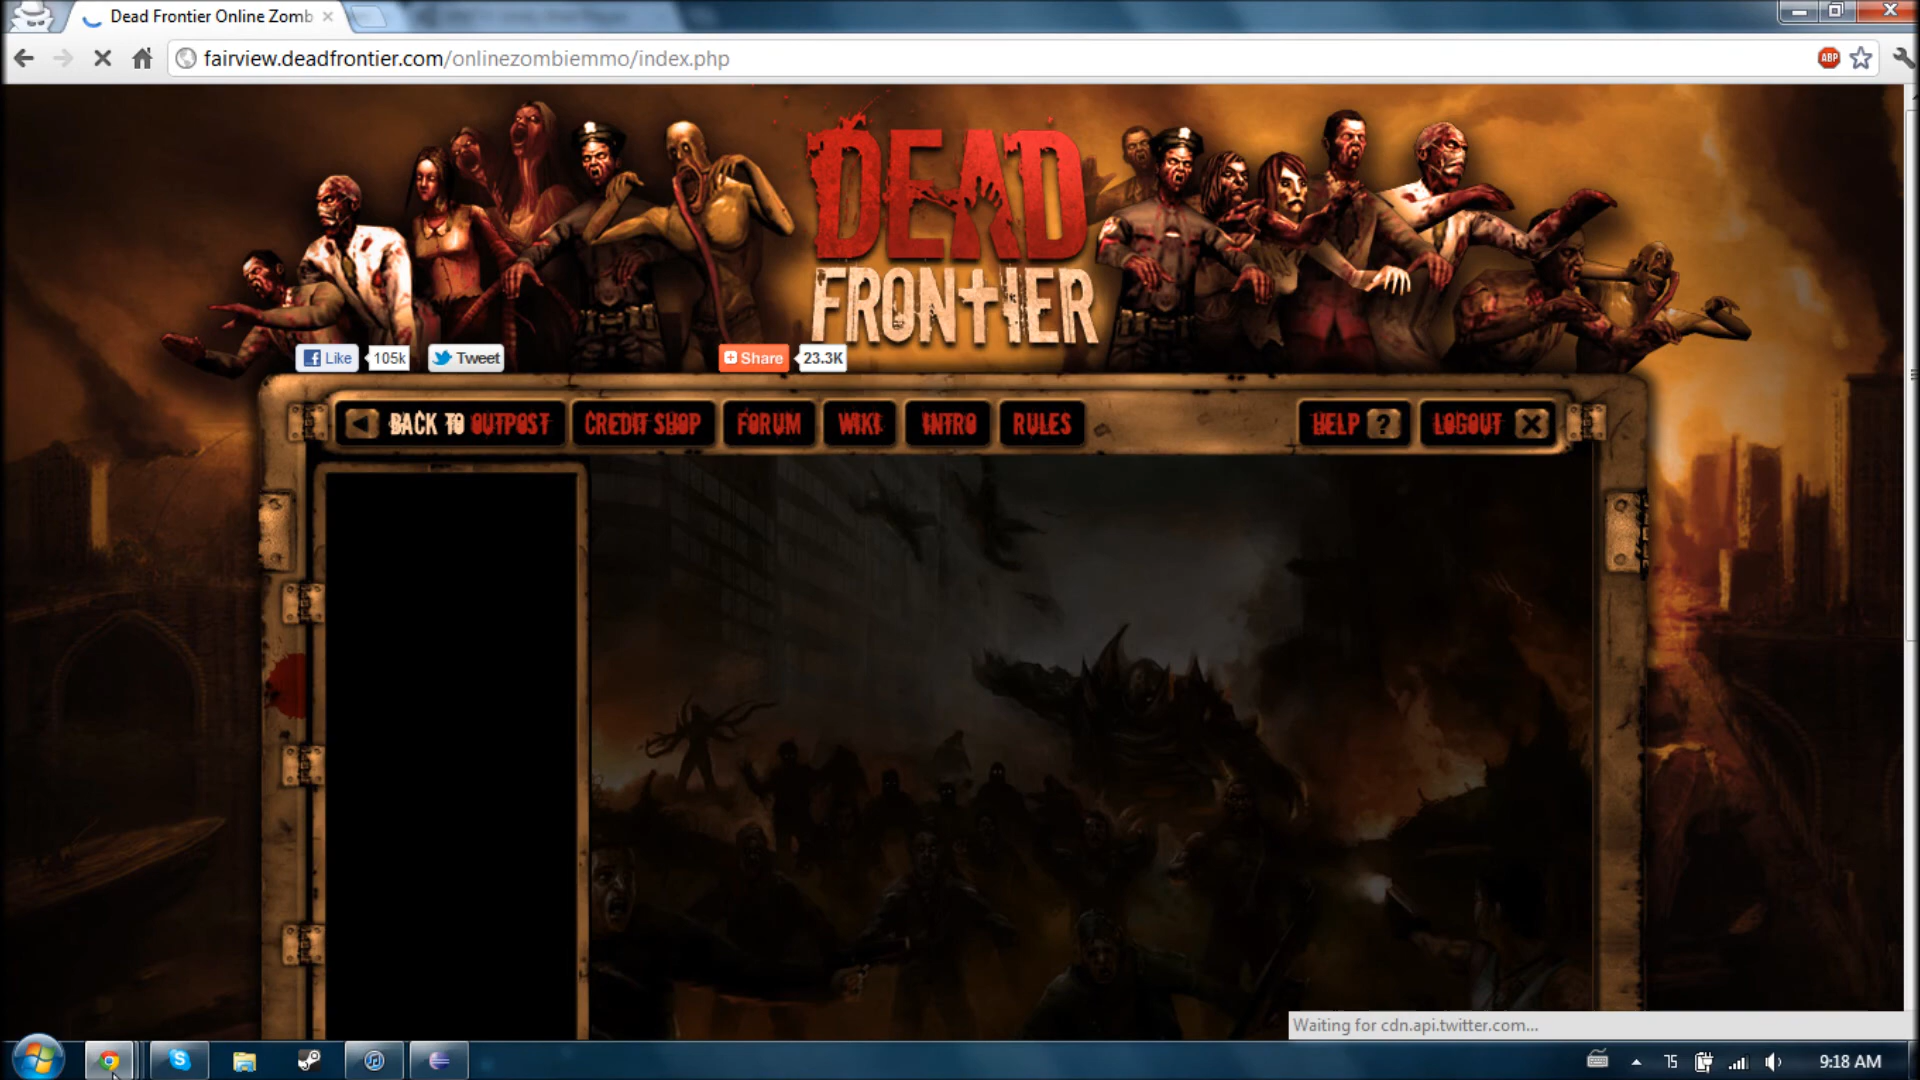 Dead Frontier Online Zomb
fairview.deadfrontier.com/onlinezombiemmo/index.php
ABP
DEAD
FRONTIER
Like 105k Tweet Share 23.3K
BACK TO OUTPOST CREDIT SHOP FORUM WIKI INTRO RULES HELP ? LOGOUT X
Waiting for cdn.api.twitter.com...
75 9:18 AM